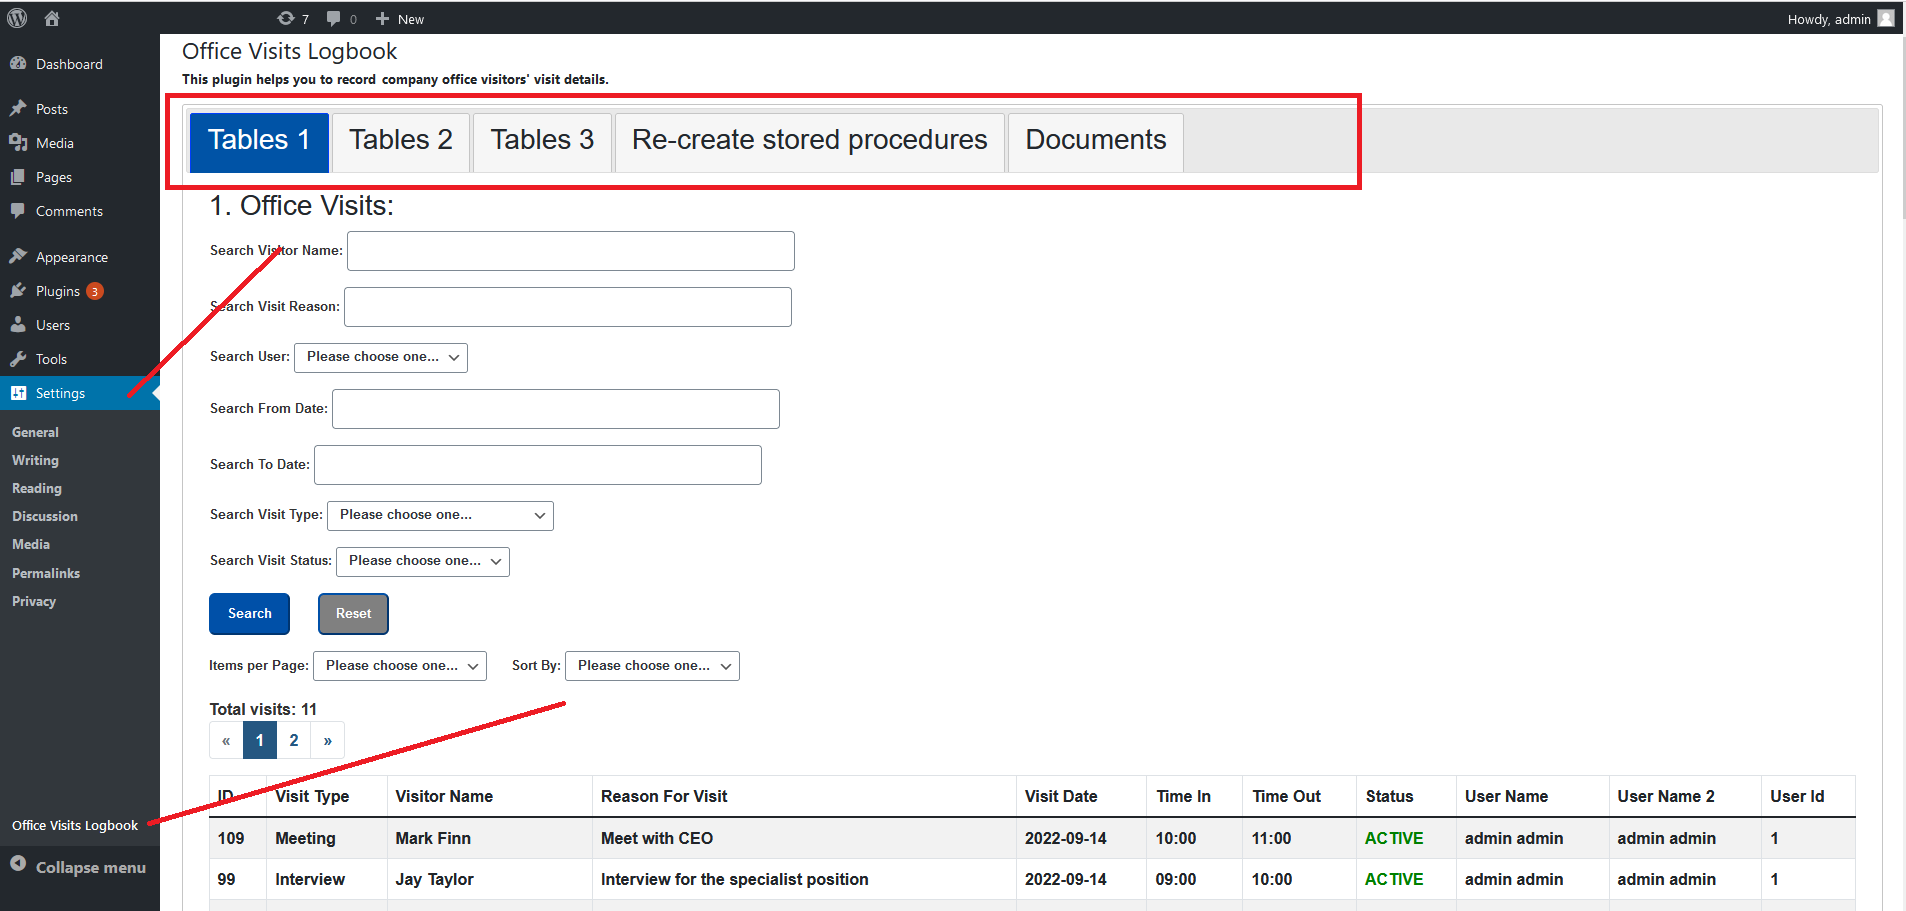 7 0 New Howdy, admin
Dashboard
Posts
Media
Pages
Comments
Appearance
Plugins 3
Users
Tools
Settings
General
Writing
Reading
Discussion
Media
Permalinks
Privacy
Office Visits Logbook
Collapse menu
Office Visits Logbook
This plugin helps you to record company office visitors' visit details.
Tables 1 Tables 2 Tables 3 Re-create stored procedures Documents
1. Office Visits:
Search Visitor Name:
Search Visit Reason:
Search User: Please choose one...
Search From Date:
Search To Date:
Search Visit Type: Please choose one...
Search Visit Status: Please choose one...
Search Reset
Items per Page: Please choose one... Sort By: Please choose one...
Total visits: 11
« 1 2 »
ID Visit Type Visitor Name Reason For Visit Visit Date Time In Time Out Status User Name User Name 2 User Id
109 Meeting Mark Finn Meet with CEO 2022-09-14 10:00 11:00 ACTIVE admin admin admin admin 1
99 Interview Jay Taylor Interview for the specialist position 2022-09-14 09:00 10:00 ACTIVE admin admin admin admin 1